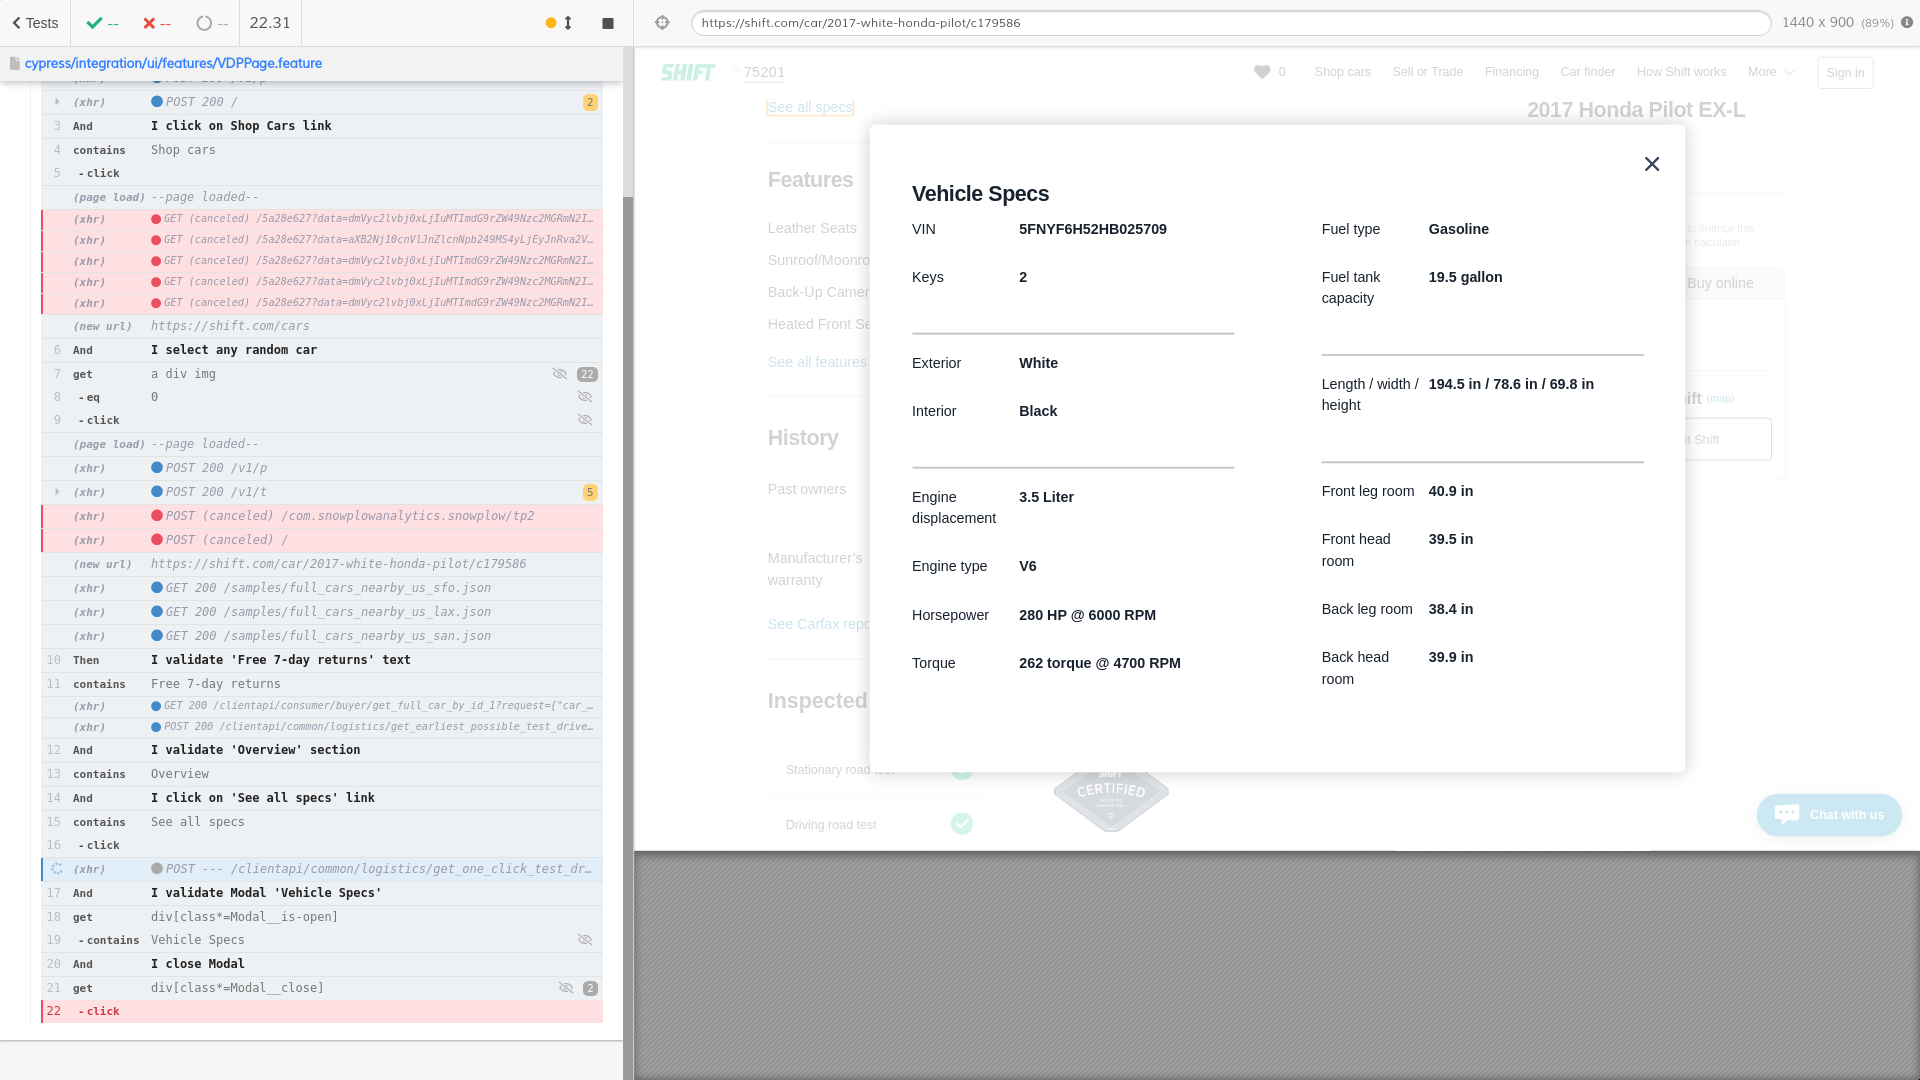 Tests
--
--
--
22.31
cypress/integration/ui/features/VDPPage.feature
(xhr) POST 200 / 2
3 And I click on Shop Cars link
4 contains Shop cars
5 - click
(page load) --page loaded--
(xhr) GET (canceled) /5a28e627?data=dmVyc2lvbj0xLjIuMTImdG9rZW49Nzc2MGRmN2I…
(xhr) GET (canceled) /5a28e627?data=aXB2Nj10cnVlJnZlcnNpb249MS4yLjEyJnRva2V…
(xhr) GET (canceled) /5a28e627?data=dmVyc2lvbj0xLjIuMTImdG9rZW49Nzc2MGRmN2I…
(xhr) GET (canceled) /5a28e627?data=dmVyc2lvbj0xLjIuMTImdG9rZW49Nzc2MGRmN2I…
(xhr) GET (canceled) /5a28e627?data=dmVyc2lvbj0xLjIuMTImdG9rZW49Nzc2MGRmN2I…
(new url) https://shift.com/cars
6 And I select any random car
7 get a div img 22
8 - eq 0
9 - click
(page load) --page loaded--
(xhr) POST 200 /v1/p
(xhr) POST 200 /v1/t 5
(xhr) POST (canceled) /com.snowplowanalytics.snowplow/tp2
(xhr) POST (canceled) /
(new url) https://shift.com/car/2017-white-honda-pilot/c179586
(xhr) GET 200 /samples/full_cars_nearby_us_sfo.json
(xhr) GET 200 /samples/full_cars_nearby_us_lax.json
(xhr) GET 200 /samples/full_cars_nearby_us_san.json
10 Then I validate 'Free 7-day returns' text
11 contains Free 7-day returns
(xhr) GET 200 /clientapi/consumer/buyer/get_full_car_by_id_1?request={"car_…
(xhr) POST 200 /clientapi/common/logistics/get_earliest_possible_test_drive…
12 And I validate 'Overview' section
13 contains Overview
14 And I click on 'See all specs' link
15 contains See all specs
16 - click
(xhr) POST --- /clientapi/common/logistics/get_one_click_test_dr…
17 And I validate Modal 'Vehicle Specs'
18 get div[class*=Modal__is-open]
19 - contains Vehicle Specs
20 And I close Modal
21 get div[class*=Modal__close] 2
22 - click
https://shift.com/car/2017-white-honda-pilot/c179586
1440 x 900 (89%)
SHIFT 75201 0 Shop cars Sell or Trade Financing Car finder How Shift works More Sign in
See all specs
2017 Honda Pilot EX-L
Features
Leather Seats
Sunroof/Moonro
Back-Up Camer
Heated Front Se
See all features
History
Past owners
Manufacturer's
warranty
See Carfax repo
Inspected
Stationary road test
Driving road test
SHIFT
CERTIFIED
to finance this
calculator
Buy online
ift (map)
at Shift
Chat with us
Vehicle Specs
VIN 5FNYF6H52HB025709
Keys 2
Exterior White
Interior Black
Engine displacement 3.5 Liter
Engine type V6
Horsepower 280 HP @ 6000 RPM
Torque 262 torque @ 4700 RPM
Fuel type Gasoline
Fuel tank capacity 19.5 gallon
Length / width / height 194.5 in / 78.6 in / 69.8 in
Front leg room 40.9 in
Front head room 39.5 in
Back leg room 38.4 in
Back head room 39.9 in